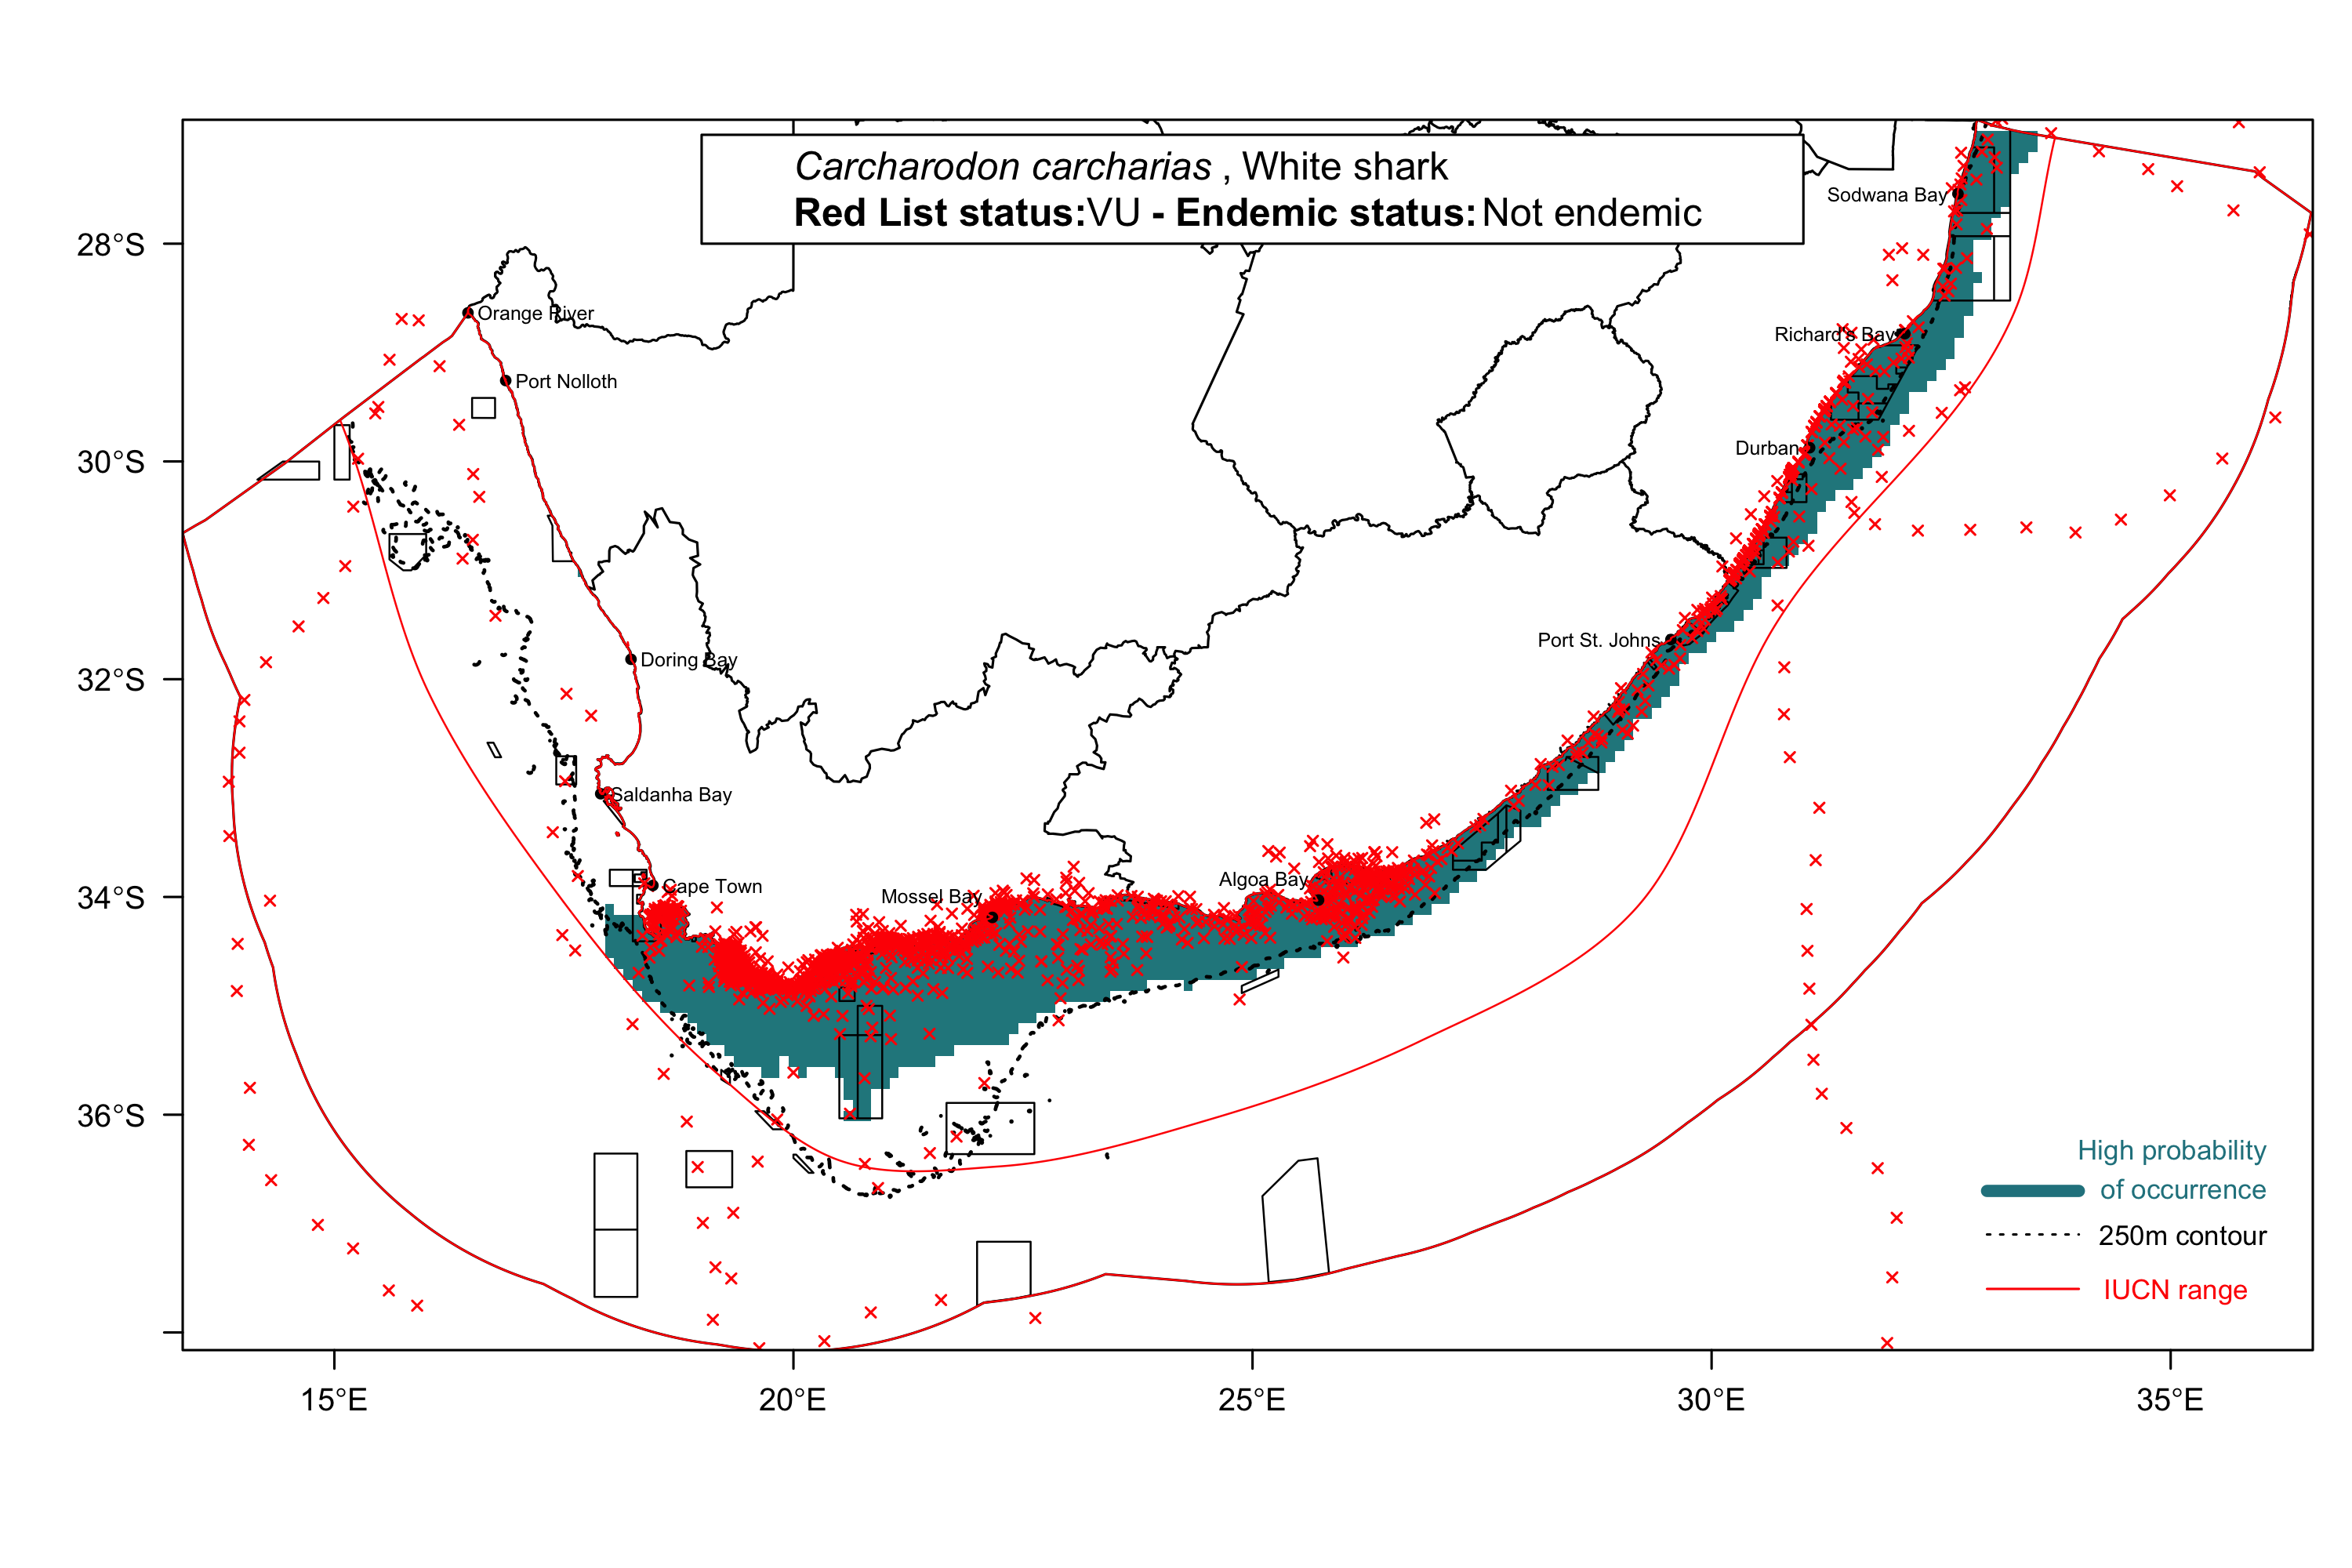 Carcharodon carcharias , White shark
Red List status:VU - Endemic status: Not endemic
Sodwana Bay
28°S
Orange River
Richard's Bay
Port Nolloth
Durban
30°S
Port St. Johns
Doring Bay
32°S
Saldanha Bay
Algoa Bay
Cape Town
Mossel Bay
34°S
36°S
High probability
of occurrence
250m contour
IUCN range
15°E
20°E
25°E
30°E
35°E